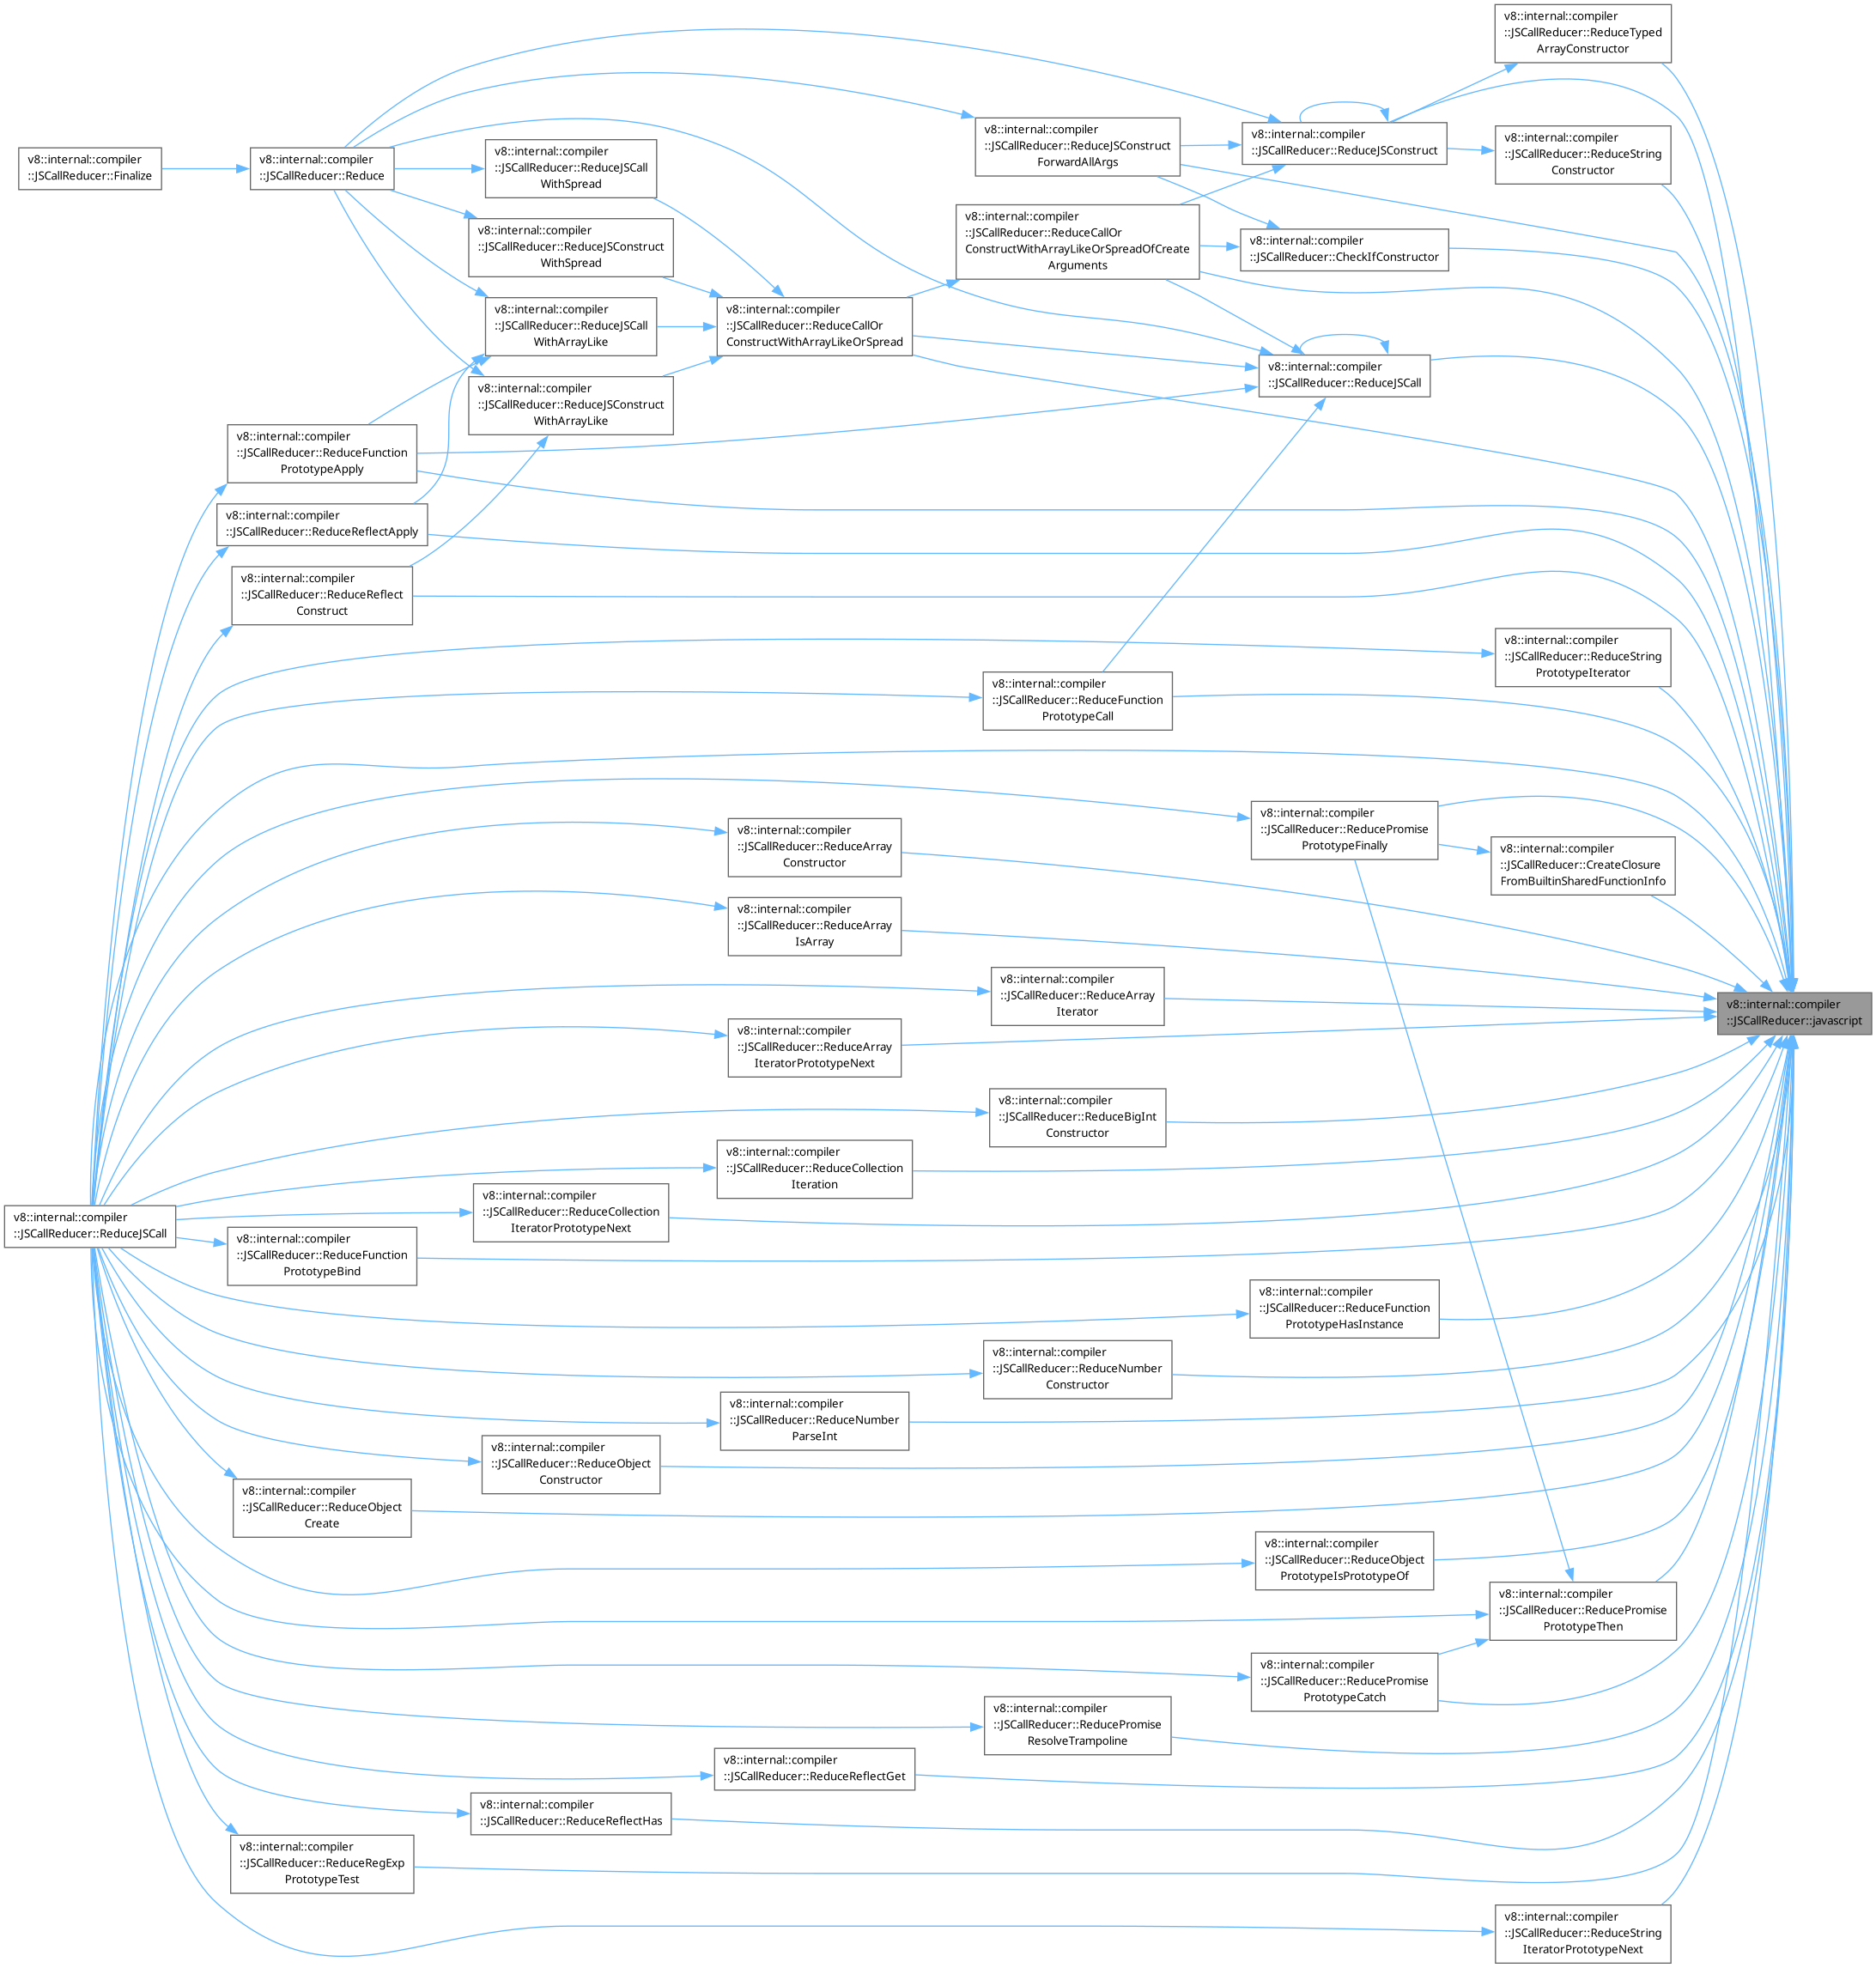 v8::internal::compiler
::JSCallReducer::ReduceTyped
ArrayConstructor
v8::internal::compiler
::JSCallReducer::Finalize
v8::internal::compiler
::JSCallReducer::Reduce
v8::internal::compiler
::JSCallReducer::ReduceJSCall
WithSpread
v8::internal::compiler
::JSCallReducer::ReduceJSConstruct
ForwardAllArgs
v8::internal::compiler
::JSCallReducer::ReduceJSConstruct
v8::internal::compiler
::JSCallReducer::ReduceString
Constructor
v8::internal::compiler
::JSCallReducer::ReduceJSConstruct
WithSpread
v8::internal::compiler
::JSCallReducer::ReduceCallOr
ConstructWithArrayLikeOrSpreadOfCreate
Arguments
v8::internal::compiler
::JSCallReducer::CheckIfConstructor
v8::internal::compiler
::JSCallReducer::ReduceJSCall
WithArrayLike
v8::internal::compiler
::JSCallReducer::ReduceCallOr
ConstructWithArrayLikeOrSpread
v8::internal::compiler
::JSCallReducer::ReduceJSCall
v8::internal::compiler
::JSCallReducer::ReduceJSConstruct
WithArrayLike
v8::internal::compiler
::JSCallReducer::ReduceFunction
PrototypeApply
v8::internal::compiler
::JSCallReducer::ReduceReflectApply
v8::internal::compiler
::JSCallReducer::ReduceReflect
Construct
v8::internal::compiler
::JSCallReducer::ReduceString
PrototypeIterator
v8::internal::compiler
::JSCallReducer::ReduceFunction
PrototypeCall
v8::internal::compiler
::JSCallReducer::ReducePromise
PrototypeFinally
v8::internal::compiler
::JSCallReducer::ReduceArray
Constructor
v8::internal::compiler
::JSCallReducer::CreateClosure
FromBuiltinSharedFunctionInfo
v8::internal::compiler
::JSCallReducer::ReduceArray
IsArray
v8::internal::compiler
::JSCallReducer::ReduceArray
Iterator
v8::internal::compiler
::JSCallReducer::javascript
v8::internal::compiler
::JSCallReducer::ReduceArray
IteratorPrototypeNext
v8::internal::compiler
::JSCallReducer::ReduceBigInt
Constructor
v8::internal::compiler
::JSCallReducer::ReduceCollection
Iteration
v8::internal::compiler
::JSCallReducer::ReduceCollection
IteratorPrototypeNext
v8::internal::compiler
::JSCallReducer::ReduceJSCall
v8::internal::compiler
::JSCallReducer::ReduceFunction
PrototypeBind
v8::internal::compiler
::JSCallReducer::ReduceFunction
PrototypeHasInstance
v8::internal::compiler
::JSCallReducer::ReduceNumber
Constructor
v8::internal::compiler
::JSCallReducer::ReduceNumber
ParseInt
v8::internal::compiler
::JSCallReducer::ReduceObject
Constructor
v8::internal::compiler
::JSCallReducer::ReduceObject
Create
v8::internal::compiler
::JSCallReducer::ReduceObject
PrototypeIsPrototypeOf
v8::internal::compiler
::JSCallReducer::ReducePromise
PrototypeThen
v8::internal::compiler
::JSCallReducer::ReducePromise
PrototypeCatch
v8::internal::compiler
::JSCallReducer::ReducePromise
ResolveTrampoline
v8::internal::compiler
::JSCallReducer::ReduceReflectGet
v8::internal::compiler
::JSCallReducer::ReduceReflectHas
v8::internal::compiler
::JSCallReducer::ReduceRegExp
PrototypeTest
v8::internal::compiler
::JSCallReducer::ReduceString
IteratorPrototypeNext